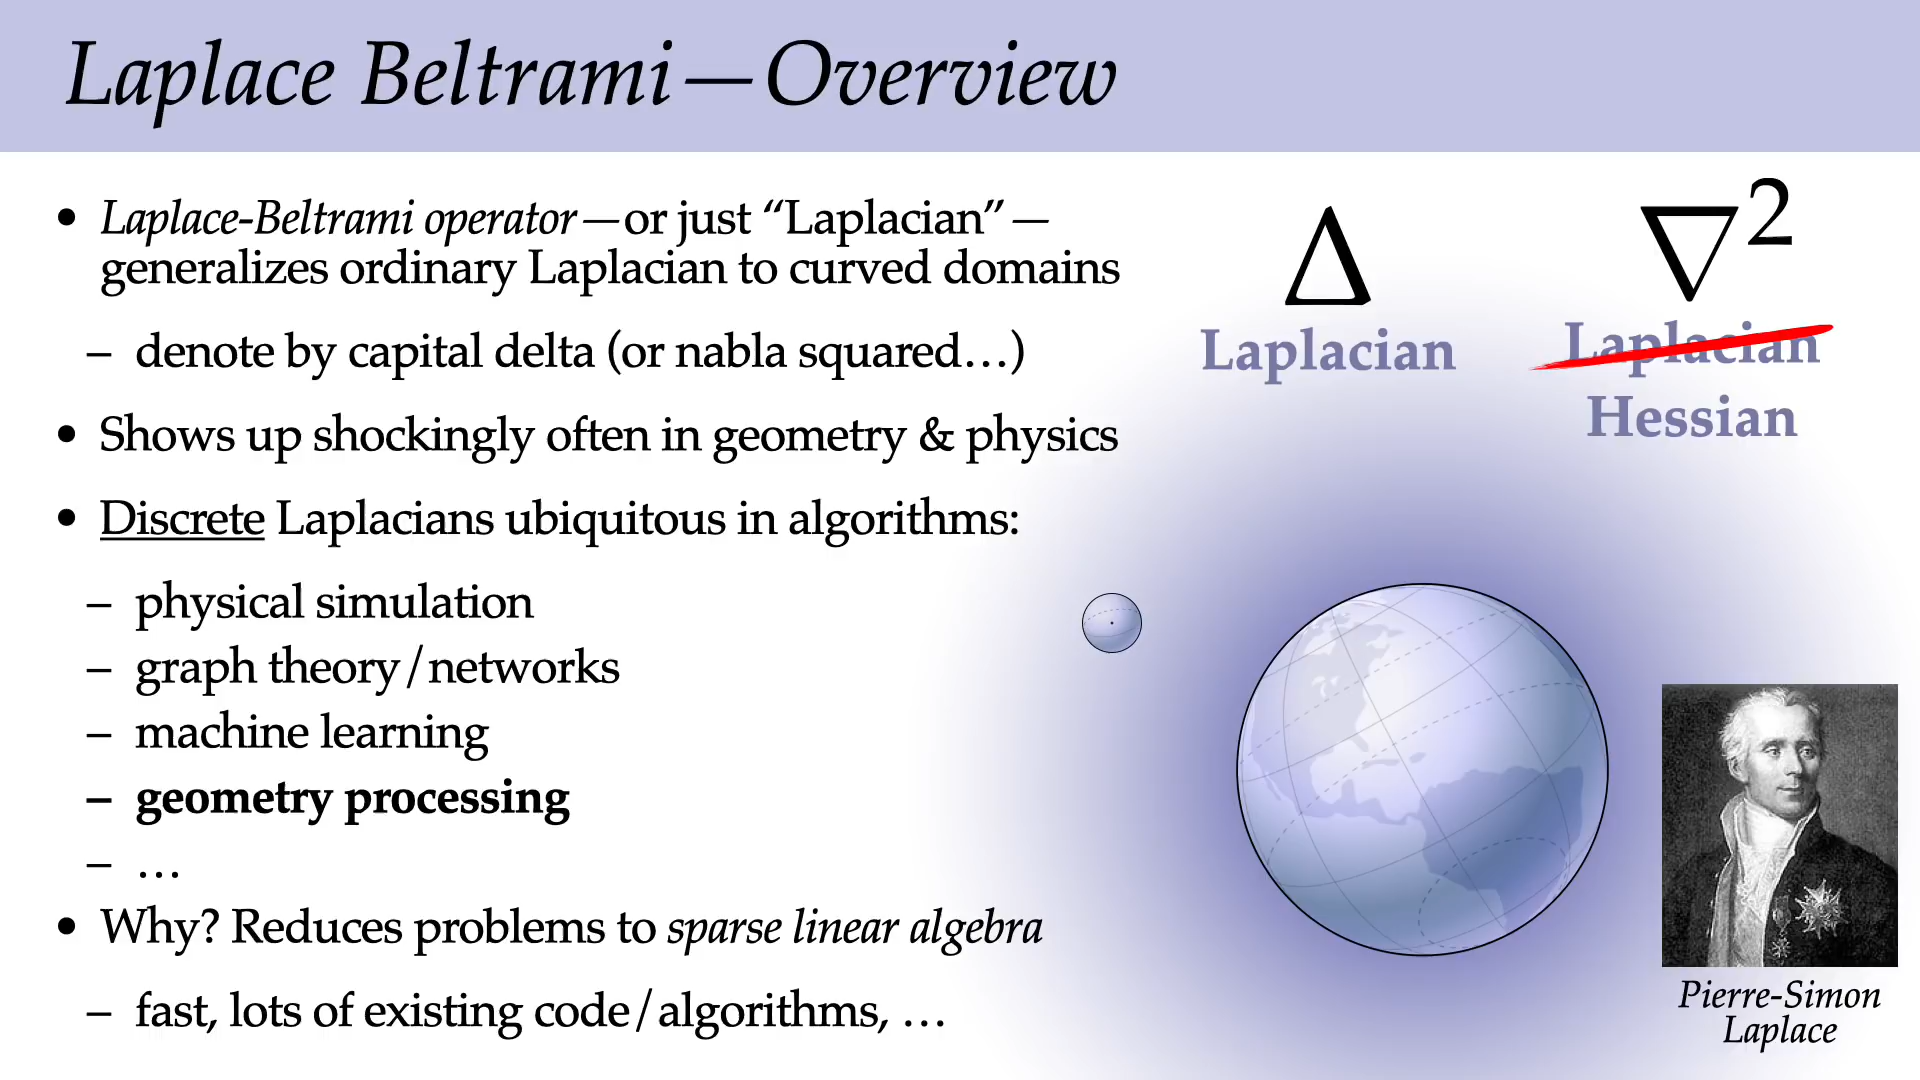 Laplace Beltrami—Overview
• Laplace-Beltrami operator—or just “Laplacian”—
generalizes ordinary Laplacian to curved domains
– denote by capital delta (or nabla squared…)
• Shows up shockingly often in geometry & physics
• Discrete Laplacians ubiquitous in algorithms:
– physical simulation
– graph theory/networks
– machine learning
– geometry processing
– …
• Why? Reduces problems to sparse linear algebra
– fast, lots of existing code/algorithms, …
Δ
Laplacian
∇²
Laplacian
Hessian
Pierre-Simon
Laplace